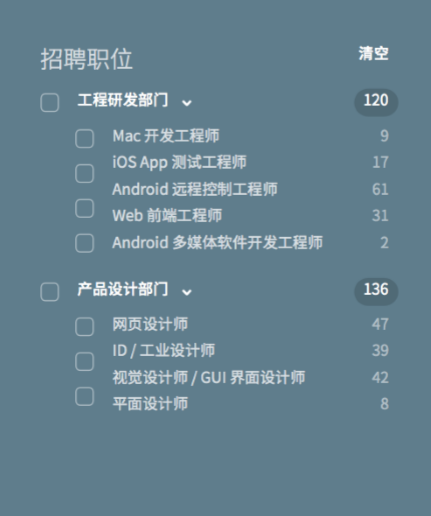 招聘职位 清空
工程研发部门 120
Mac 开发工程师 9
iOS App 测试工程师 17
Android 远程控制工程师 61
Web 前端工程师 31
Android 多媒体软件开发工程师 2
产品设计部门 136
网页设计师 47
ID / 工业设计师 39
视觉设计师 / GUI 界面设计师 42
平面设计师 8